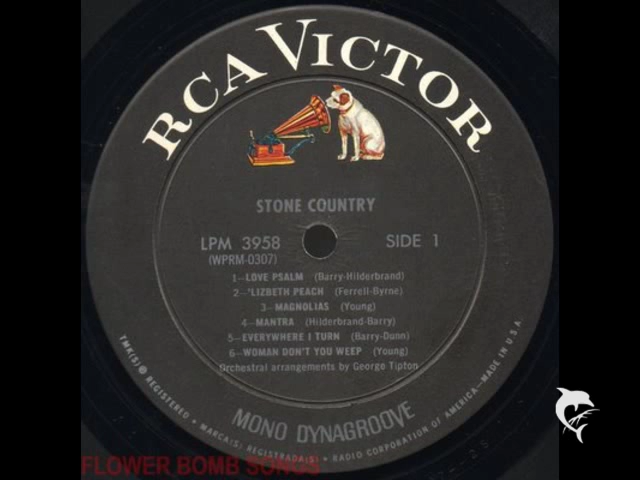 RCA VICTOR
STONE COUNTRY
LPM 3958
SIDE 1
(WPRM-0307)
1—LOVE PSALM (Barry-Hilderbrand)
2—'LIZBETH PEACH (Ferrell-Byrne)
3—MAGNOLIAS (Young)
4—MANTRA (Hilderbrand-Barry)
5—EVERYWHERE I TURN (Barry-Dunn)
6—WOMAN DON'T YOU WEEP (Young)
Orchestral arrangements by George Tipton
MONO DYNAGROOVE
TMK(S) ® REGISTERED • MARCA(S) REGISTRADA(S) • RADIO CORPORATION OF AMERICA—MADE IN U.S.A.
FLOWER BOMB SONGS